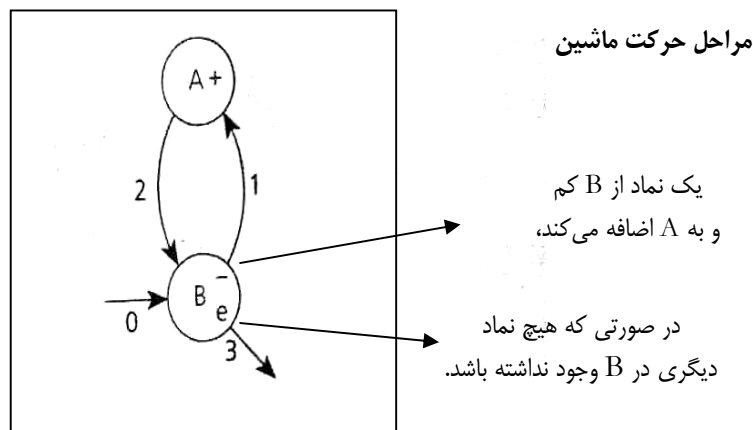 مراحل حرکت ماشین
A+
2
1
یک نماد از B کم
و به A اضافه می‌کند،
B e -
0
3
در صورتی که هیچ نماد
دیگری در B وجود نداشته باشد.